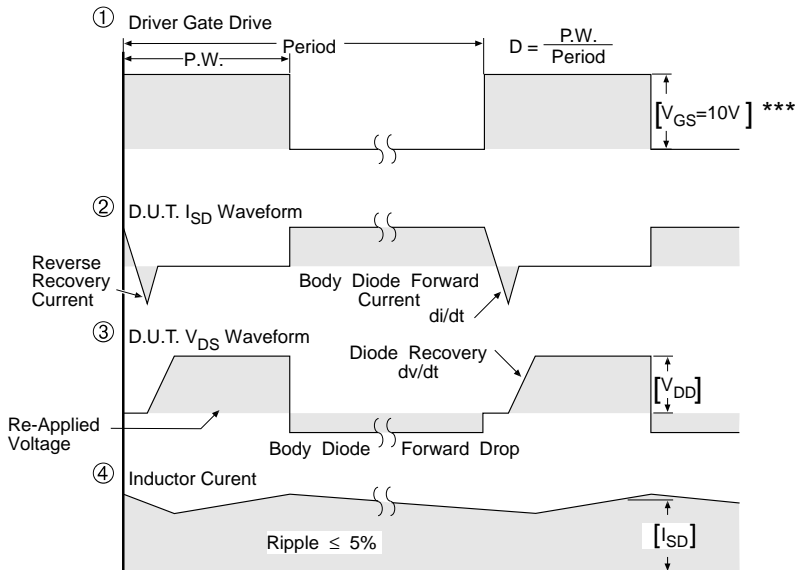 ① Driver Gate Drive
Period
P.W.
D = P.W. / Period
[VGS=10V] ***
② D.U.T. ISD Waveform
Reverse
Recovery
Current
Body Diode Forward
Current
di/dt
③ D.U.T. VDS Waveform
Diode Recovery
dv/dt
[VDD]
Re-Applied
Voltage
Body Diode Forward Drop
④ Inductor Curent
Ripple ≤ 5%
[ISD]